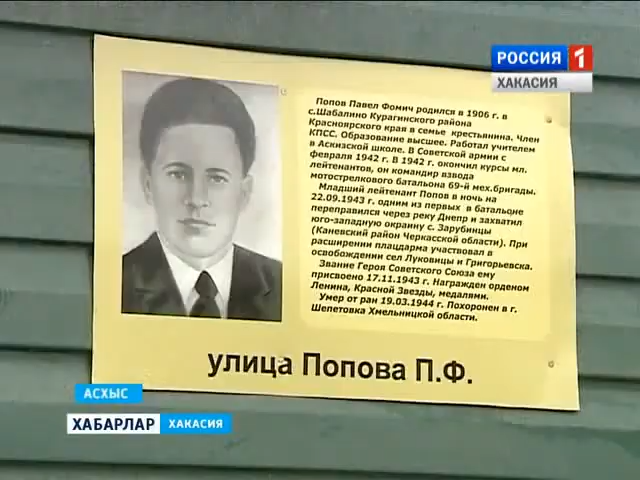 РОССИЯ 1
ХАКАСИЯ
Попов Павел Фомич родился в 1906 г. в
с.Шабалино Курагинского района
Красноярского края в семье крестьянина. Член
КПСС. Образование высшее. Работал учителем
в Аскизской школе. В Советской армии с
февраля 1942 г. В 1942 г. окончил курсы мл.
лейтенантов, он командир взвода
мотострелкового батальона 69-й мех.бригады.
Младший лейтенант Попов в ночь на
22.09.1943 г. одним из первых в батальоне
переправился через реку Днепр и захватил
юго-западную окраину с. Зарубинцы
(Каневский район Черкасской области). При
расширении плацдарма участвовал в
освобождении сел Луковицы и Григорьевска.
Звание Героя Советского Союза ему
присвоено 17.11.1943 г. Награжден орденом
Ленина, Красной Звезды, медалями.
Умер от ран 19.03.1944 г. Похоронен в г.
Шепетовка Хмельницкой области.
улица Попова П.Ф.
АСХЫС
ХАБАРЛАР ХАКАСИЯ